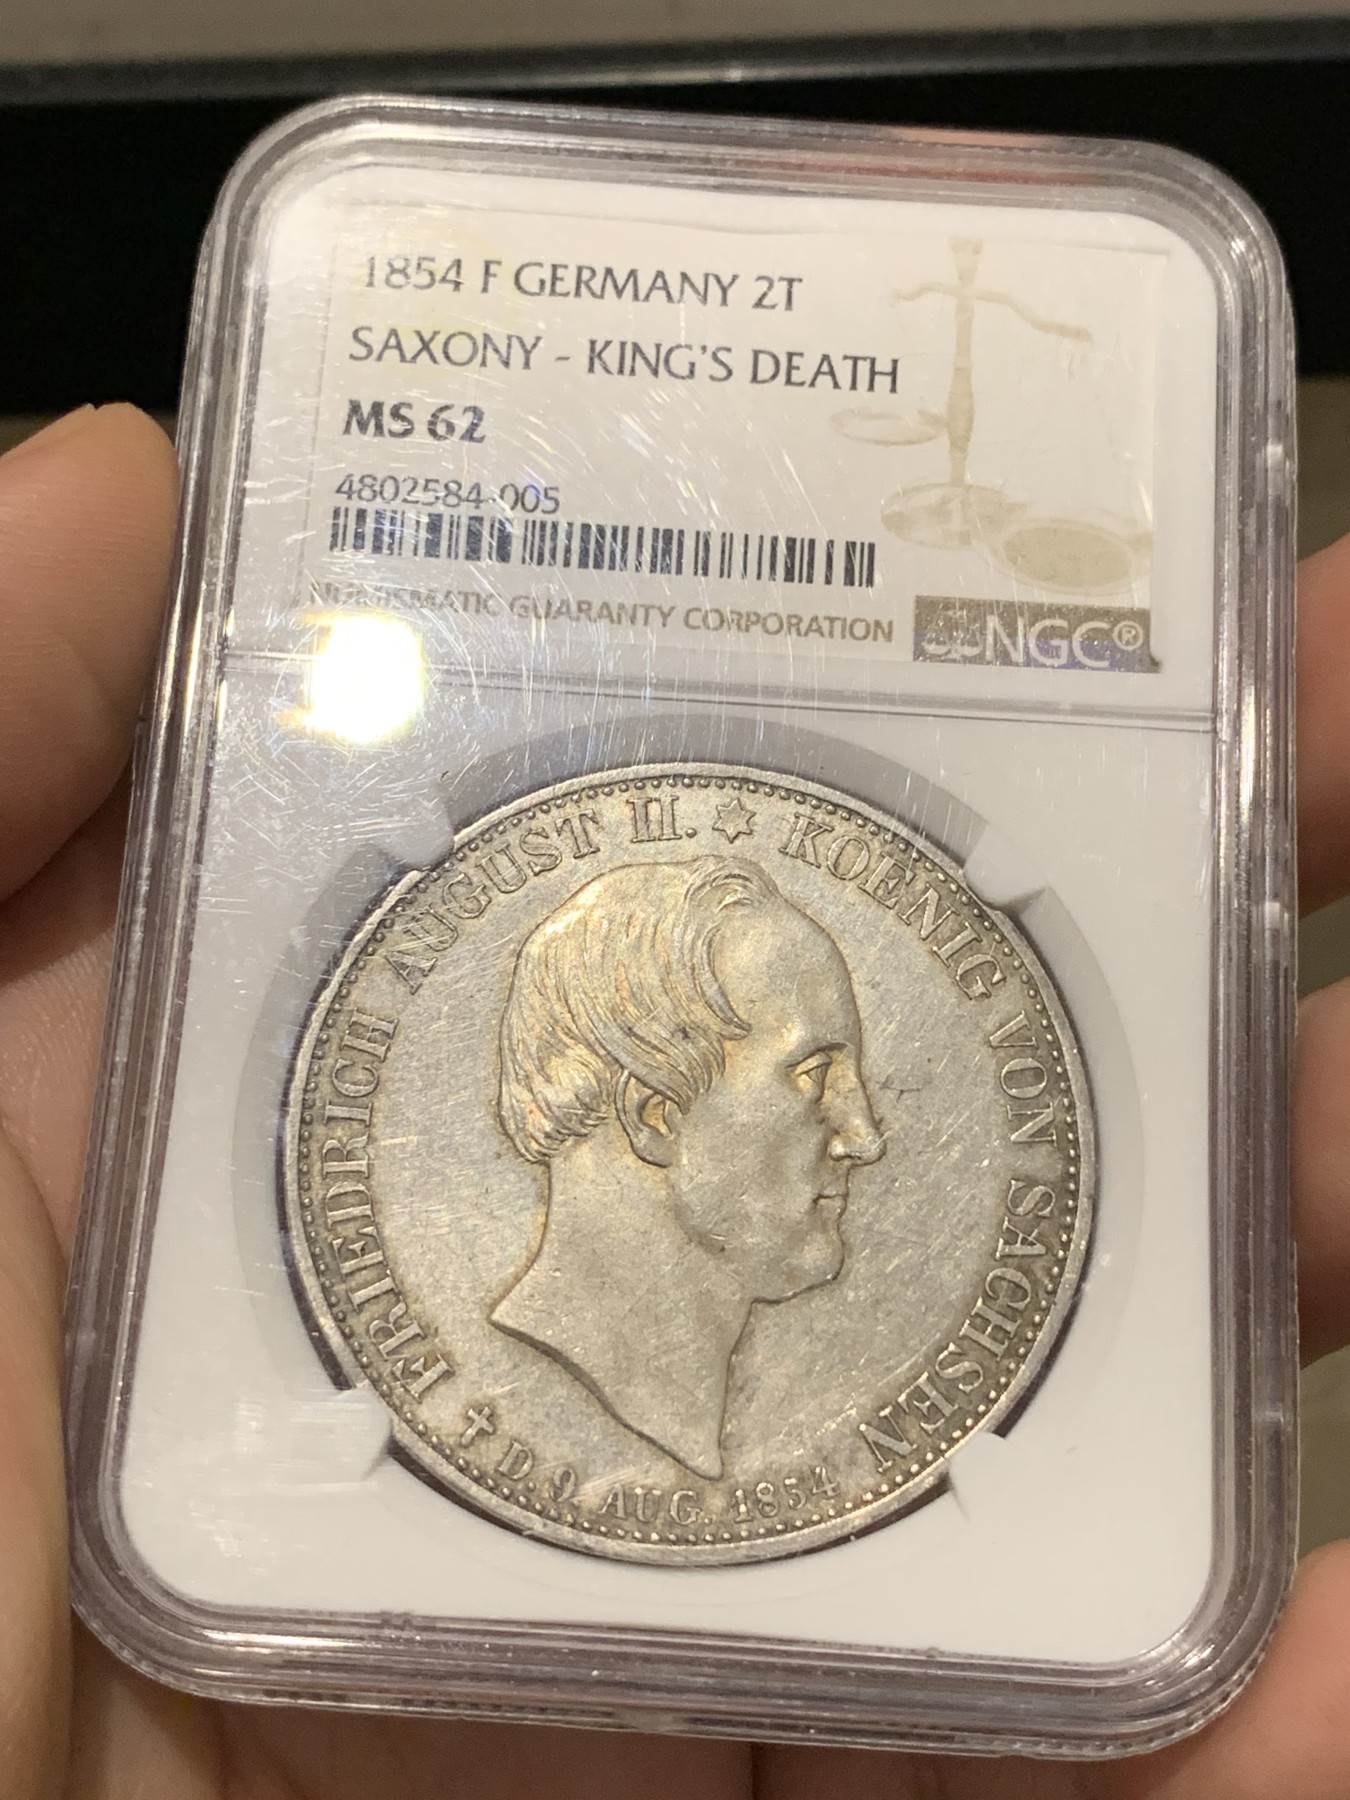 1854 F GERMANY 2T
SAXONY - KING'S DEATH
MS 62
4802584-005
NUMISMATIC GUARANTY CORPORATION
NGC®
FRIEDRICH AUGUST II. ✡ KOENIG VON SACHSEN
✝ D. 9. AUG. 1854